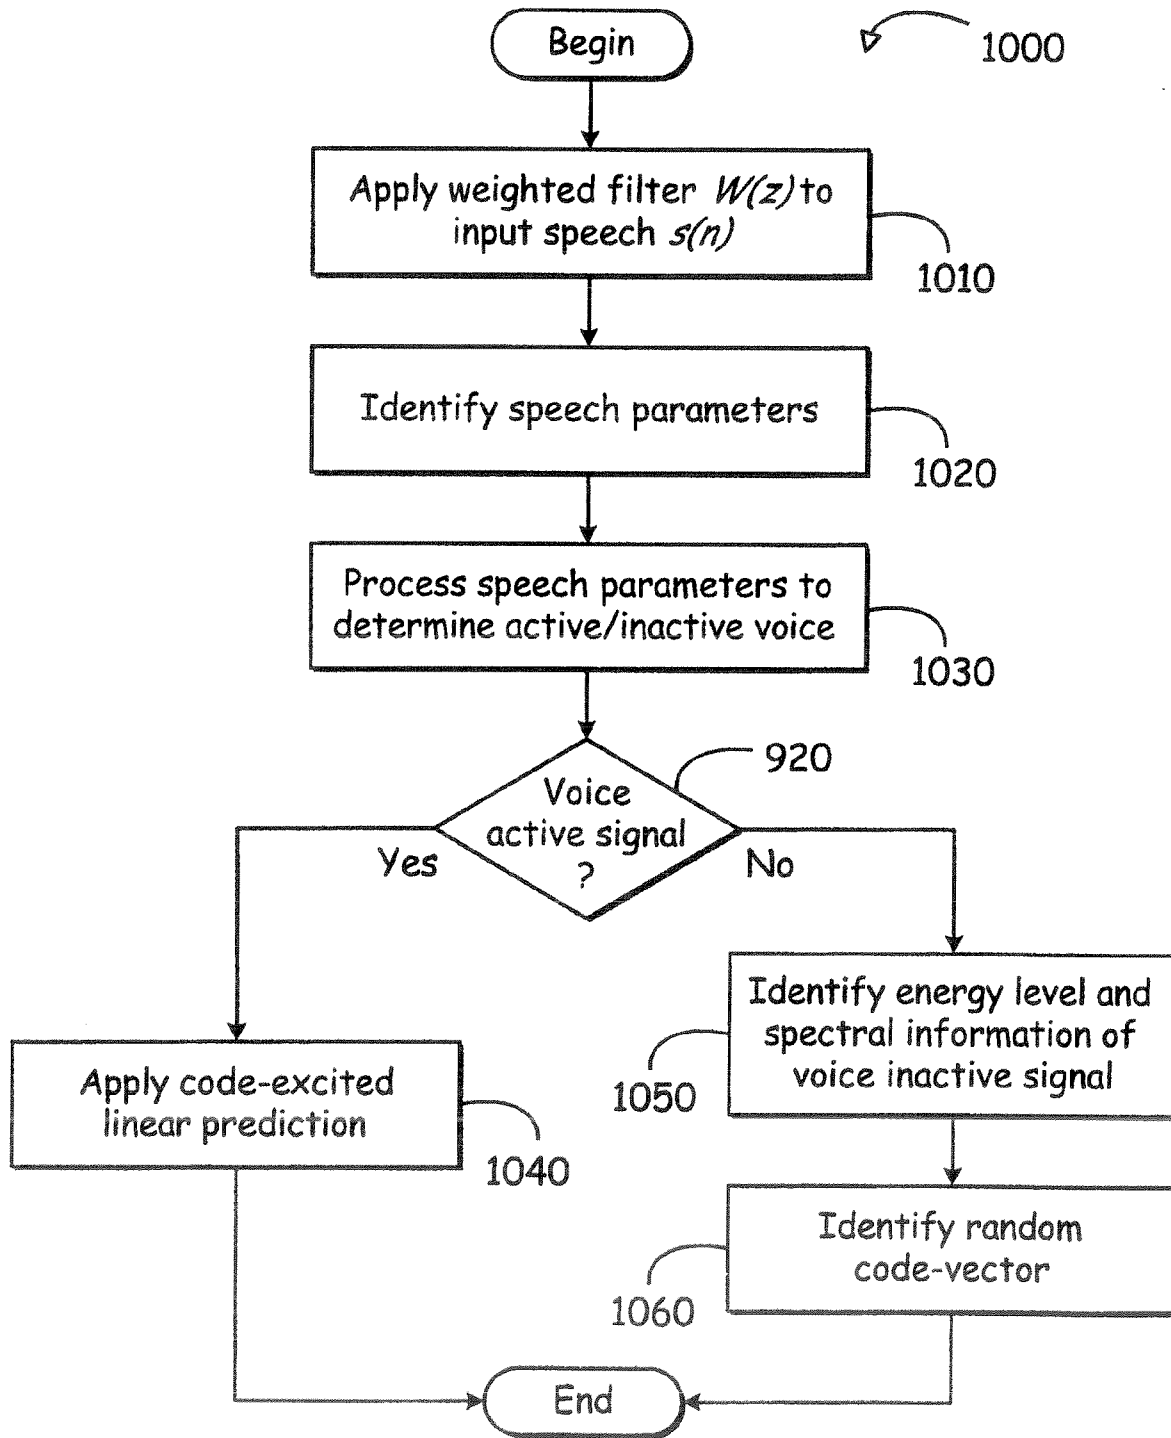 Begin
1000
Apply weighted filter W(z) to
input speech s(n)
1010
Identify speech parameters
1020
Process speech parameters to
determine active/inactive voice
1030
920
Voice
active signal
?
Yes
No
Identify energy level and
spectral information of
voice inactive signal
1050
Apply code-excited
linear prediction
1040
Identify random
code-vector
1060
End